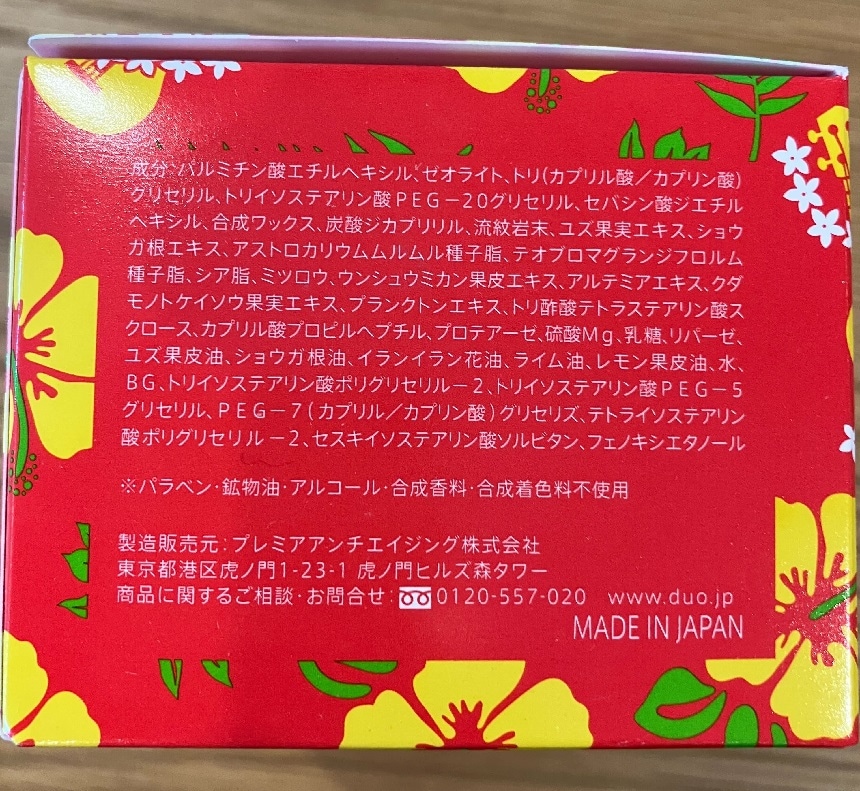 成分:パルミチン酸エチルヘキシル、ゼオライト、トリ(カプリル酸/カプリン酸)
グリセリル、トリイソステアリン酸PEG-20グリセリル、セバシン酸ジエチル
ヘキシル、合成ワックス、炭酸ジカプリリル、流紋岩末、ユズ果実エキス、ショウ
ガ根エキス、アストロカリウムムルムル種子脂、テオブロマグランジフロルム
種子脂、シア脂、ミツロウ、ウンシュウミカン果皮エキス、アルテミアエキス、クダ
モノトケイソウ果実エキス、プランクトンエキス、トリ酢酸テトラステアリン酸ス
クロース、カプリル酸プロピルヘプチル、プロテアーゼ、硫酸Mg、乳糖、リパーゼ、
ユズ果皮油、ショウガ根油、イランイラン花油、ライム油、レモン果皮油、水、
BG、トリイソステアリン酸ポリグリセリル-2、トリイソステアリン酸PEG-5
グリセリル、PEG-7(カプリル/カプリン酸)グリセリズ、テトライソステアリン
酸ポリグリセリル-2、セスキイソステアリン酸ソルビタン、フェノキシエタノール
※パラベン・鉱物油・アルコール・合成香料・合成着色料不使用
製造販売元:プレミアアンチエイジング株式会社
東京都港区虎ノ門1-23-1 虎ノ門ヒルズ森タワー
商品に関するご相談・お問合せ:0120-557-020 www.duo.jp
MADE IN JAPAN